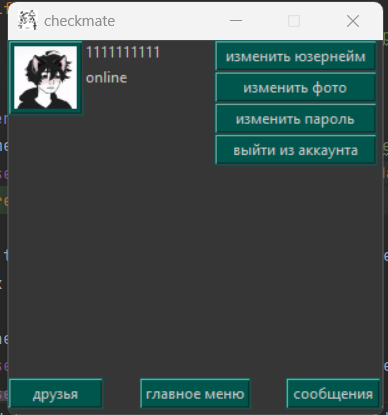 checkmate
1111111111
online
изменить юзернейм
изменить фото
изменить пароль
выйти из аккаунта
друзья
главное меню
сообщения